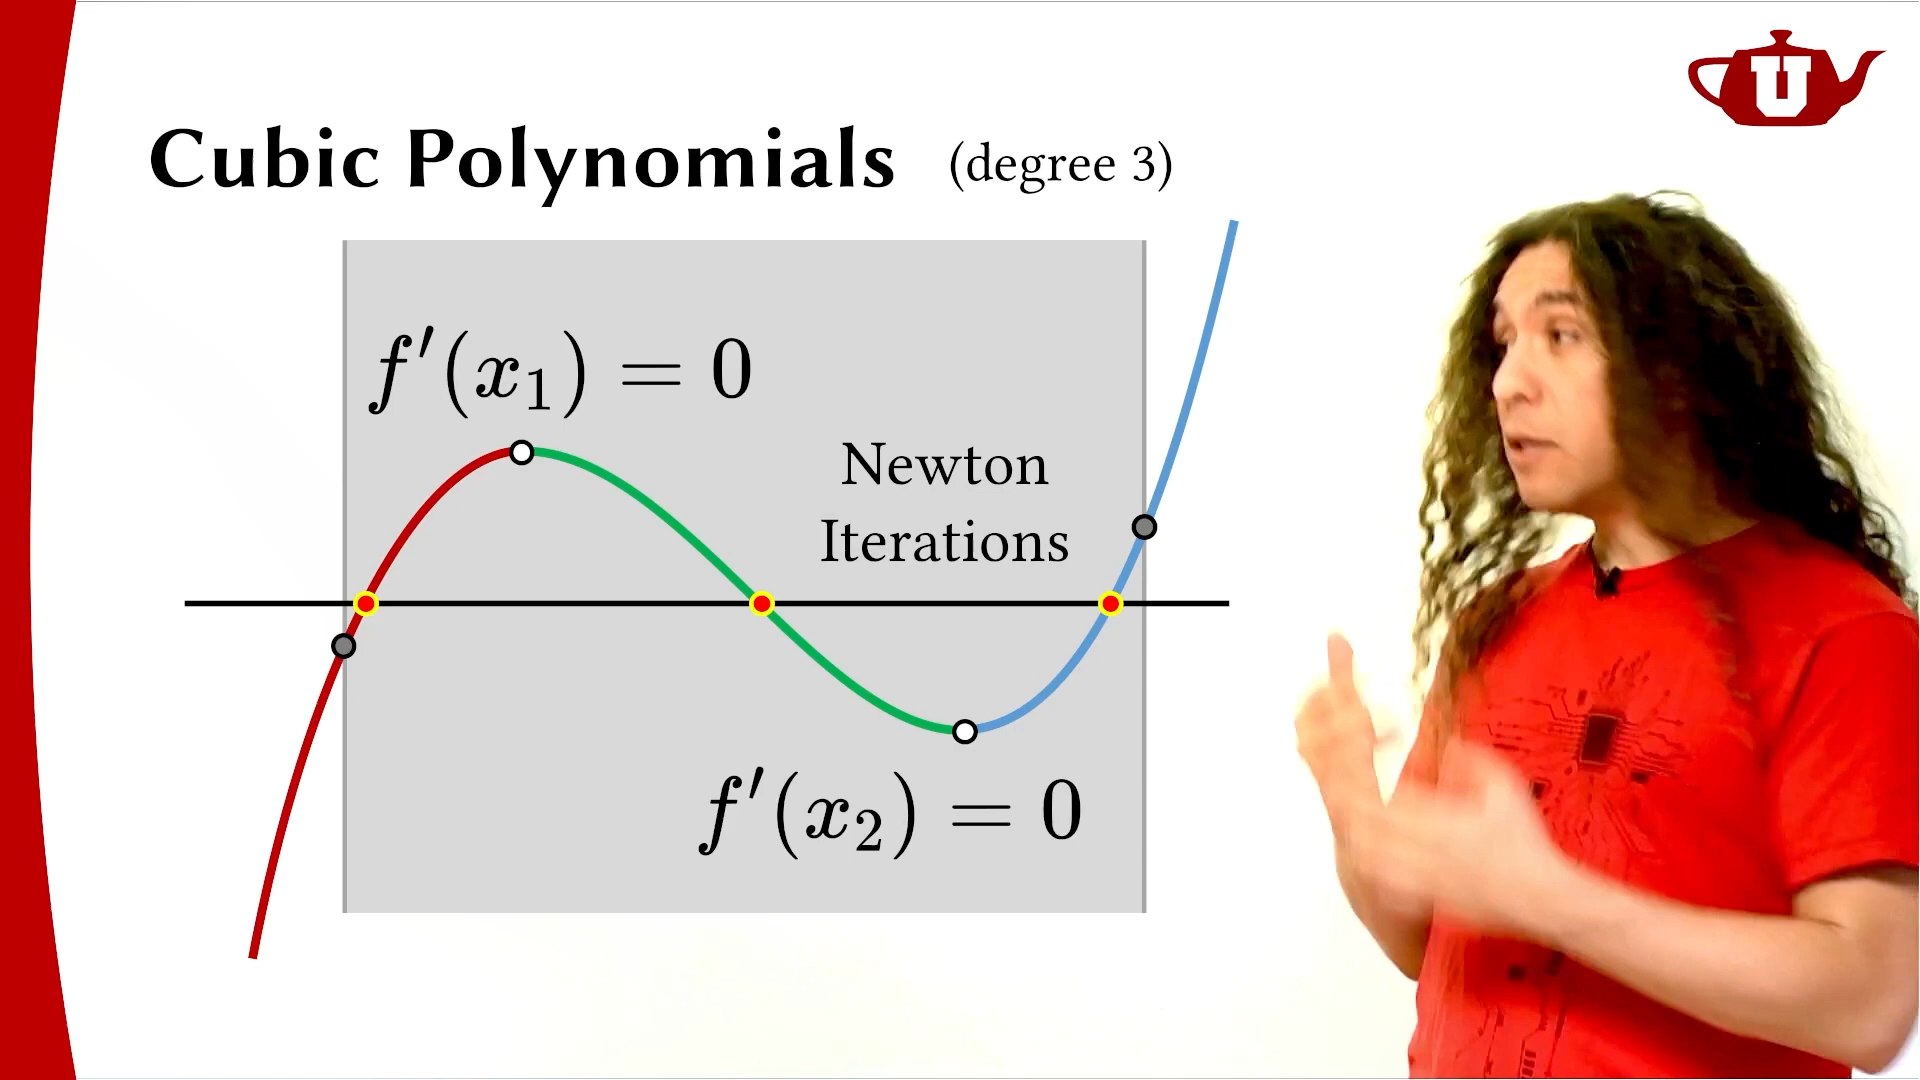 U
Cubic Polynomials (degree 3)
f′(x₁) = 0
Newton
Iterations
f′(x₂) = 0